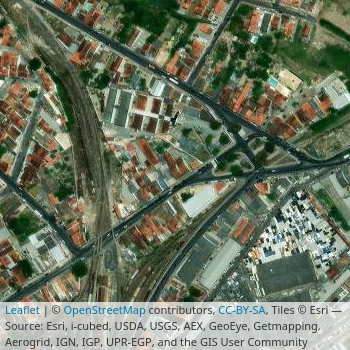 Leaflet | © OpenStreetMap contributors, CC-BY-SA, Tiles © Esri —
Source: Esri, i-cubed, USDA, USGS, AEX, GeoEye, Getmapping,
Aerogrid, IGN, IGP, UPR-EGP, and the GIS User Community